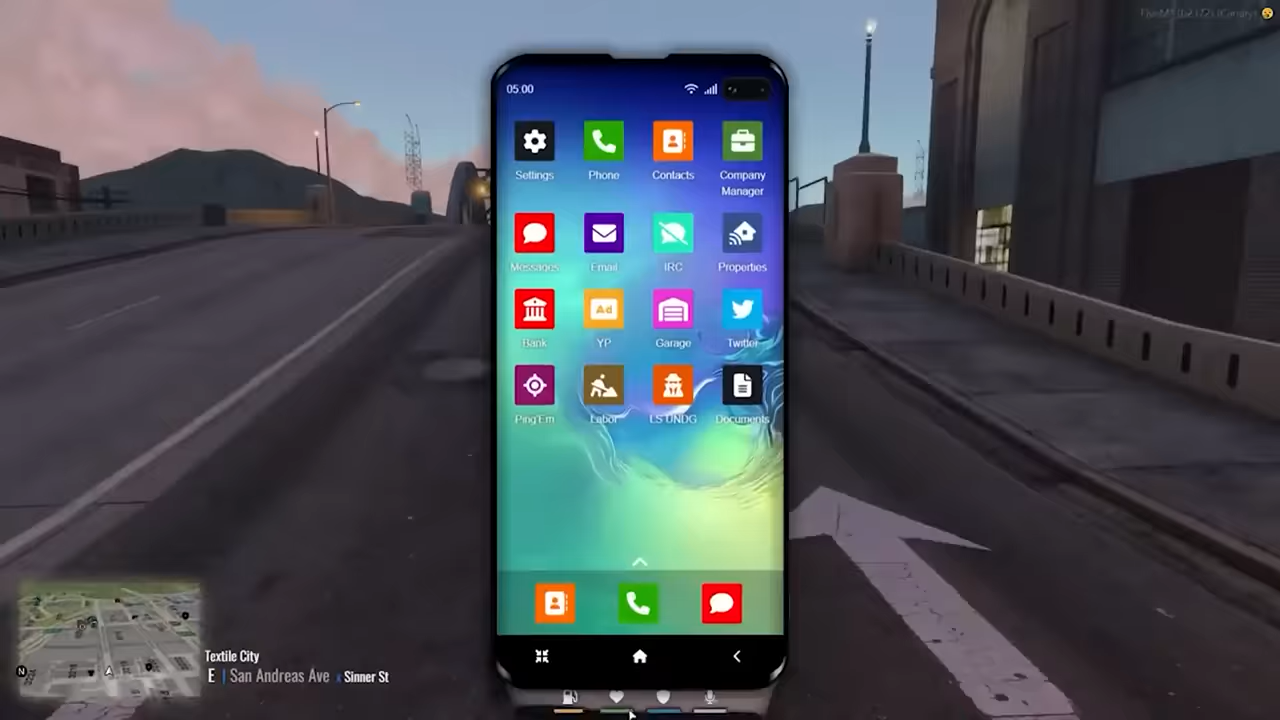 05:00
Settings
Phone
Contacts
Company
Manager
Messages
Email
IRC
Properties
Bank
Ad
YP
Garage
Twitter
Ping'Em
Labor
LS UNDG
Documents
N
Textile City
E | San Andreas Ave x Sinner St